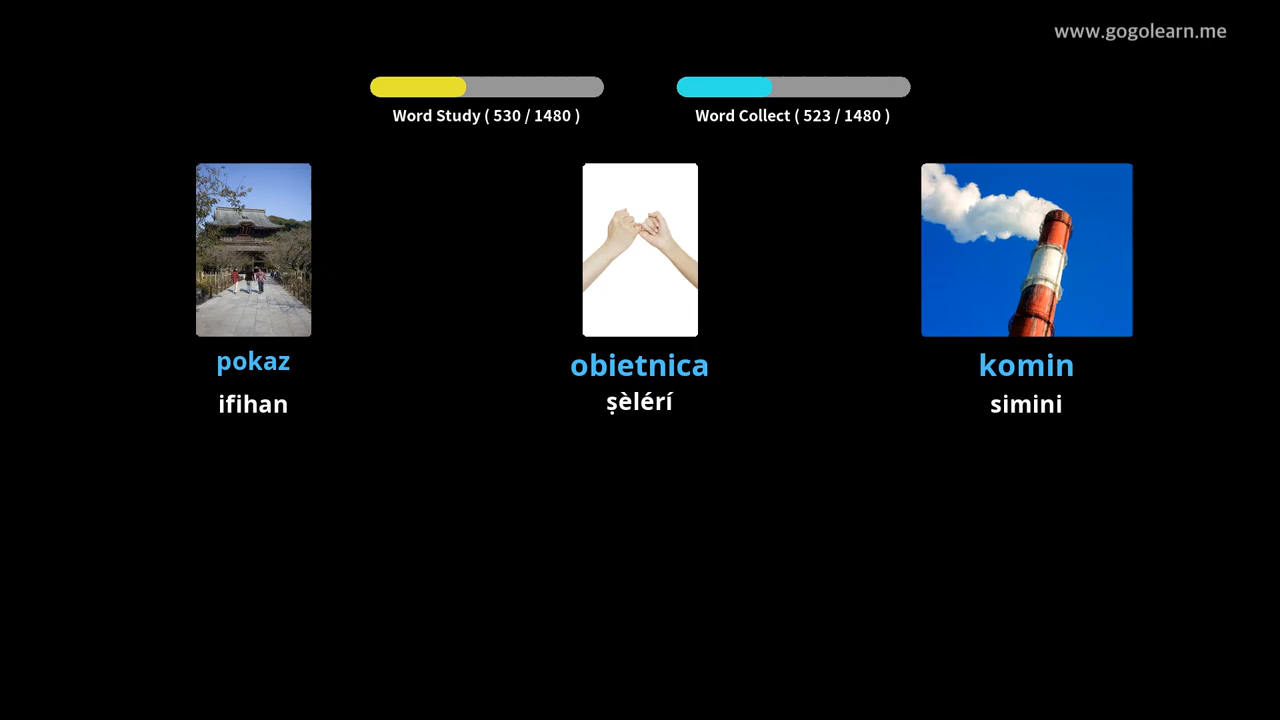 www.gogolearn.me
Word Study ( 530 / 1480 )
Word Collect ( 523 / 1480 )
pokaz
obietnica
komin
ifihan
ṣèlérí
simini